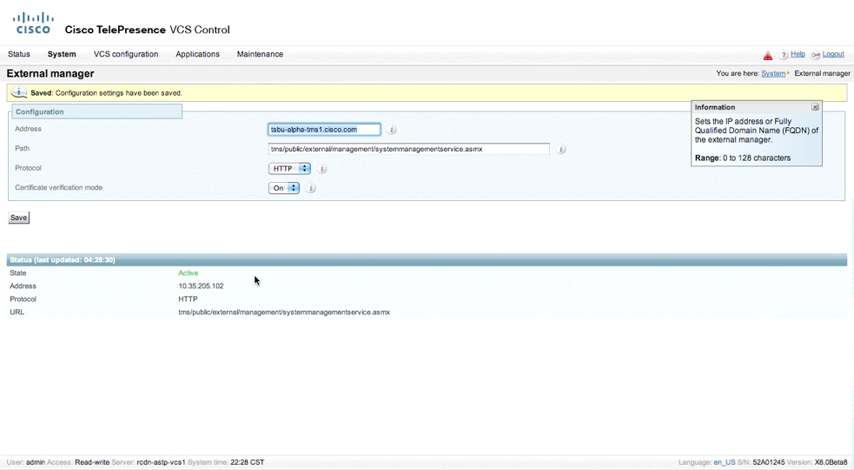 CISCO
Cisco TelePresence VCS Control
Status System VCS configuration Applications Maintenance Help Logout
External manager You are here: System External manager
Saved: Configuration settings have been saved.
Configuration
Information
Sets the IP address or Fully
Qualified Domain Name (FQDN) of
the external manager.
Range: 0 to 128 characters
Address tsbu-alpha-tms1.cisco.com
Path tms/public/external/management/systemmanagementservice.asmx
Protocol HTTP
Certificate verification mode On
Save
Status (last updated: 04:28:30)
State Active
Address 10.35.205.102
Protocol HTTP
URL tms/public/external/management/systemmanagementservice.asmx
User: admin Access: Read-write Server: rcdn-astp-vcs1 System time: 22:28 CST Language: en_US S/N: 52A01245 Version: X6.0Beta8